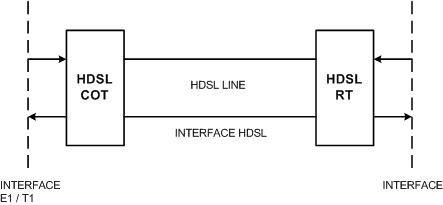 HDSL
COT
HDSL LINE
INTERFACE HDSL
HDSL
RT
INTERFACE
E1 / T1
INTERFACE